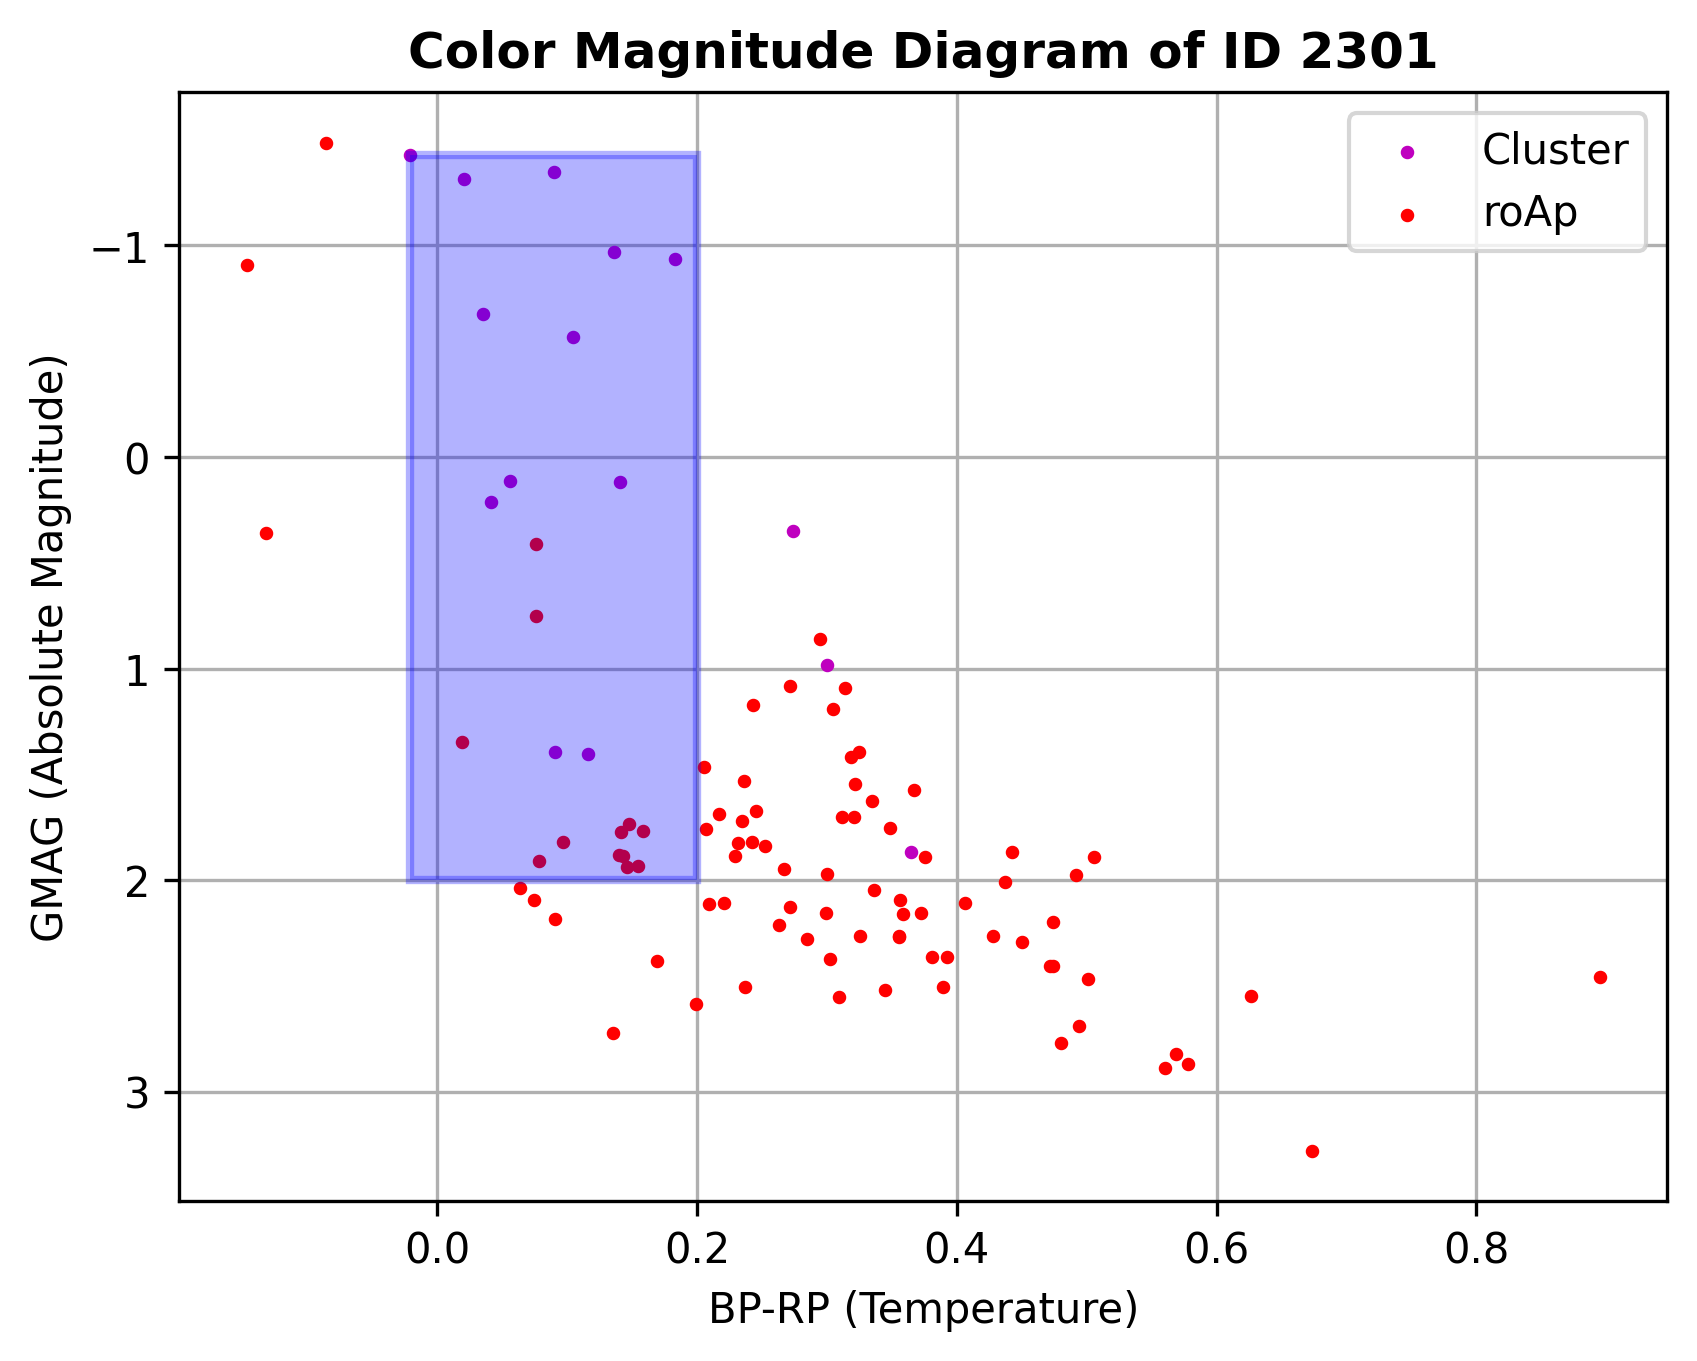 Color Magnitude Diagram of ID 2301
Cluster
roAp
GMAG (Absolute Magnitude)
−1
0
1
2
3
0.0 0.2 0.4 0.6 0.8
BP-RP (Temperature)